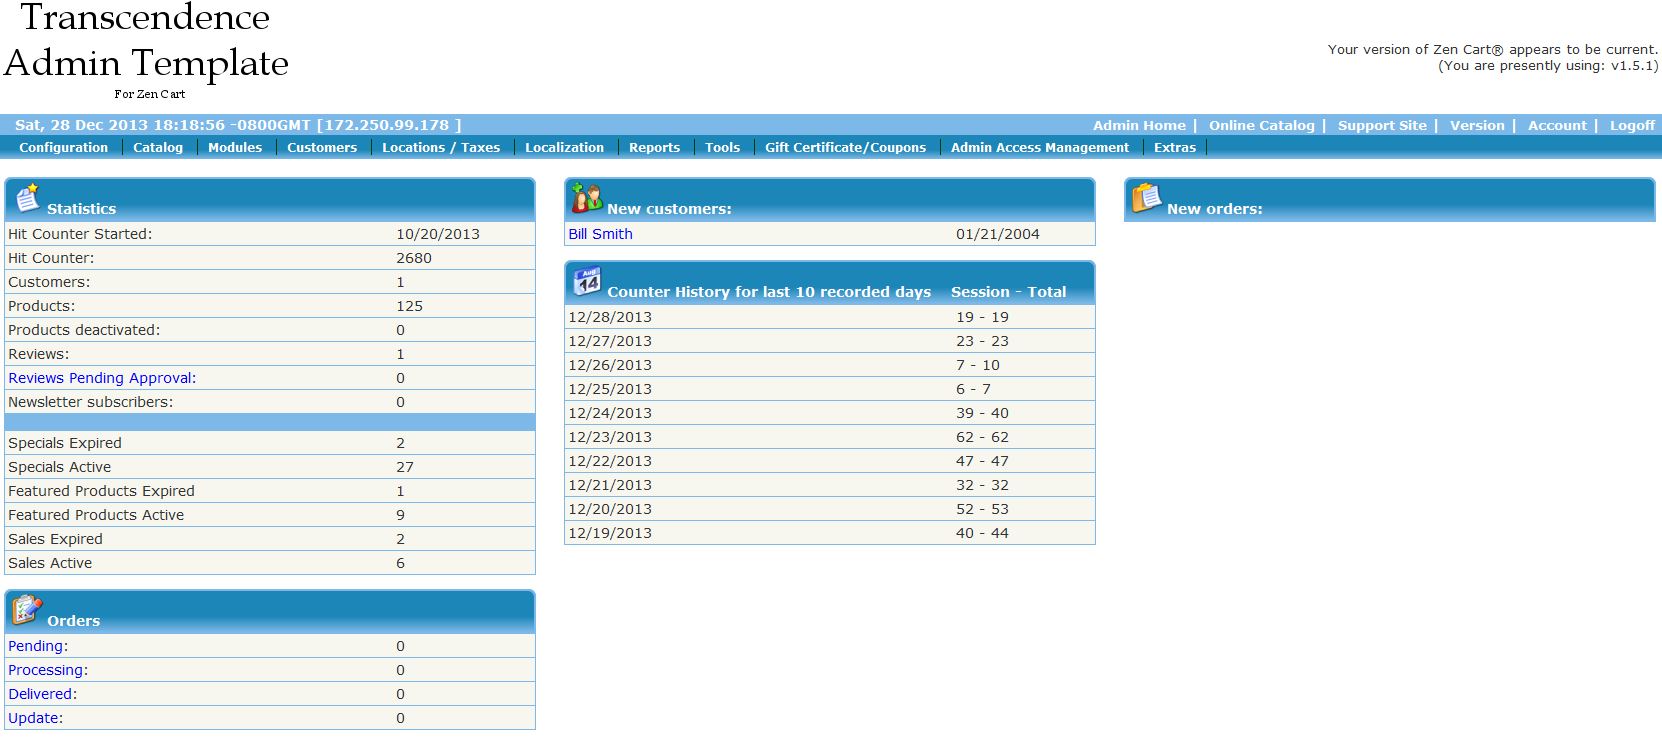 Transcendence
Admin Template
For Zen Cart
Your version of Zen Cart® appears to be current.
(You are presently using: v1.5.1)
Sat, 28 Dec 2013 18:18:56 -0800GMT [172.250.99.178 ]
Admin Home | Online Catalog | Support Site | Version | Account | Logoff
Configuration | Catalog | Modules | Customers | Locations / Taxes | Localization | Reports | Tools | Gift Certificate/Coupons | Admin Access Management | Extras |
Statistics
Hit Counter Started: 10/20/2013
Hit Counter: 2680
Customers: 1
Products: 125
Products deactivated: 0
Reviews: 1
Reviews Pending Approval: 0
Newsletter subscribers: 0
Specials Expired 2
Specials Active 27
Featured Products Expired 1
Featured Products Active 9
Sales Expired 2
Sales Active 6
Orders
Pending: 0
Processing: 0
Delivered: 0
Update: 0
New customers:
Bill Smith 01/21/2004
Aug
14
Counter History for last 10 recorded days Session - Total
12/28/2013 19 - 19
12/27/2013 23 - 23
12/26/2013 7 - 10
12/25/2013 6 - 7
12/24/2013 39 - 40
12/23/2013 62 - 62
12/22/2013 47 - 47
12/21/2013 32 - 32
12/20/2013 52 - 53
12/19/2013 40 - 44
New orders: